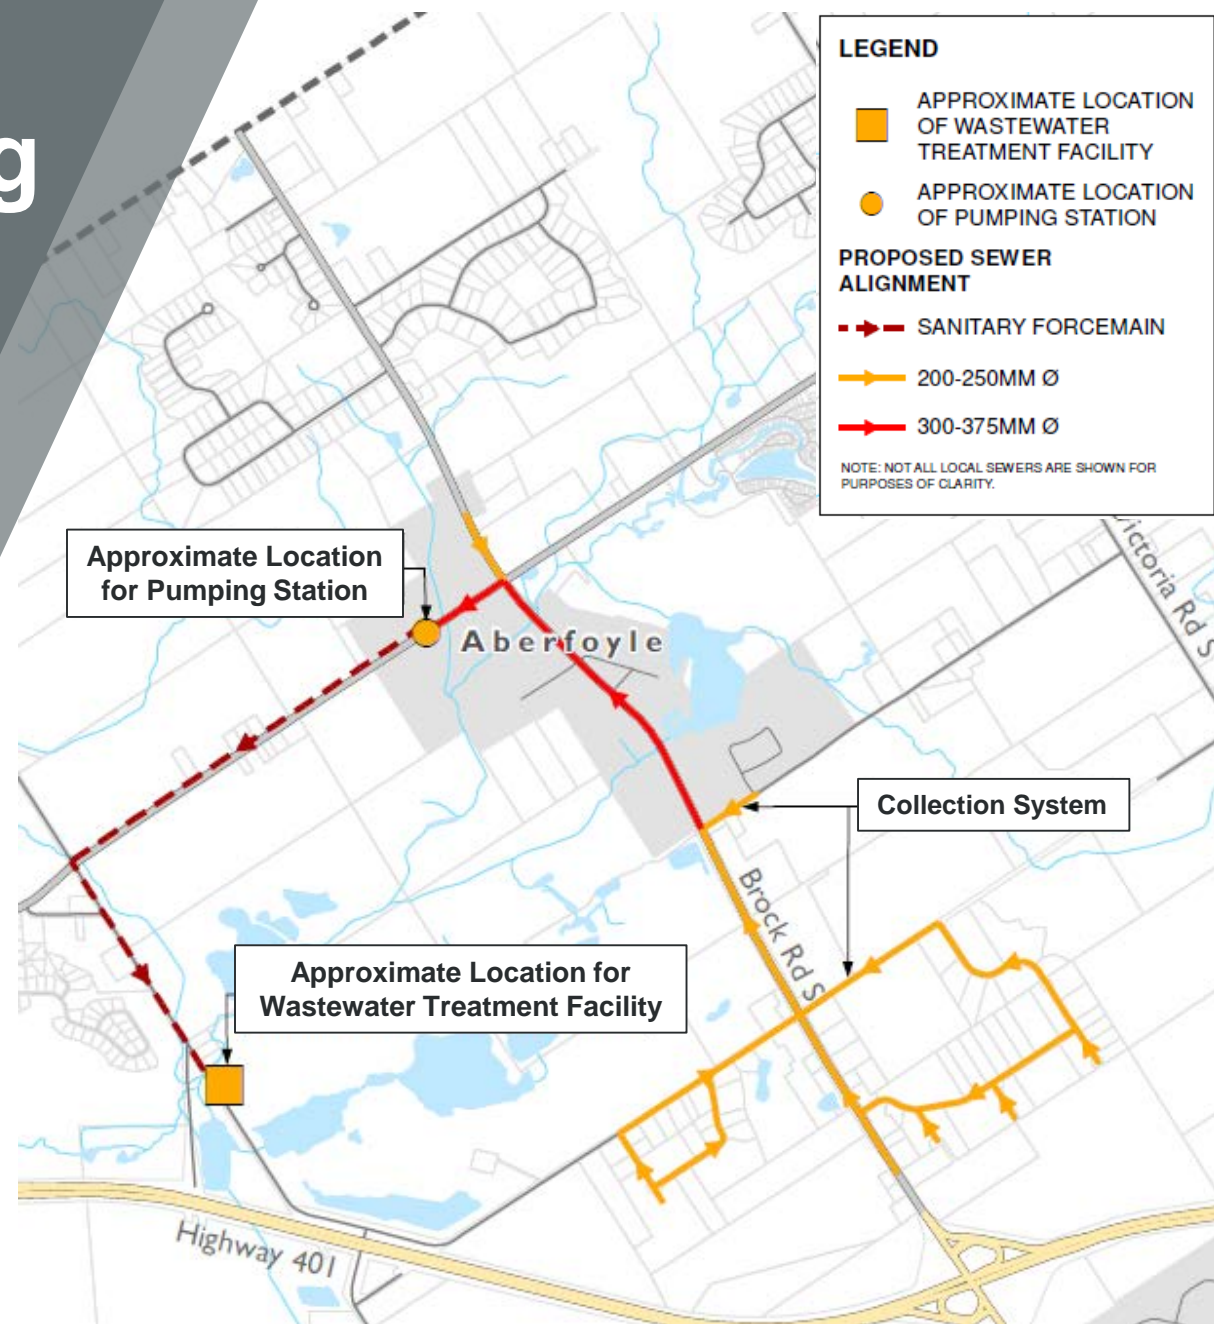 g
LEGEND
APPROXIMATE LOCATION
OF WASTEWATER
TREATMENT FACILITY
APPROXIMATE LOCATION
OF PUMPING STATION
PROPOSED SEWER
ALIGNMENT
SANITARY FORCEMAIN
200-250MM Ø
300-375MM Ø
NOTE: NOT ALL LOCAL SEWERS ARE SHOWN FOR
PURPOSES OF CLARITY.
Victoria Rd S
Approximate Location
for Pumping Station
Aberfoyle
Collection System
Brock Rd S
Approximate Location for
Wastewater Treatment Facility
Highway 401